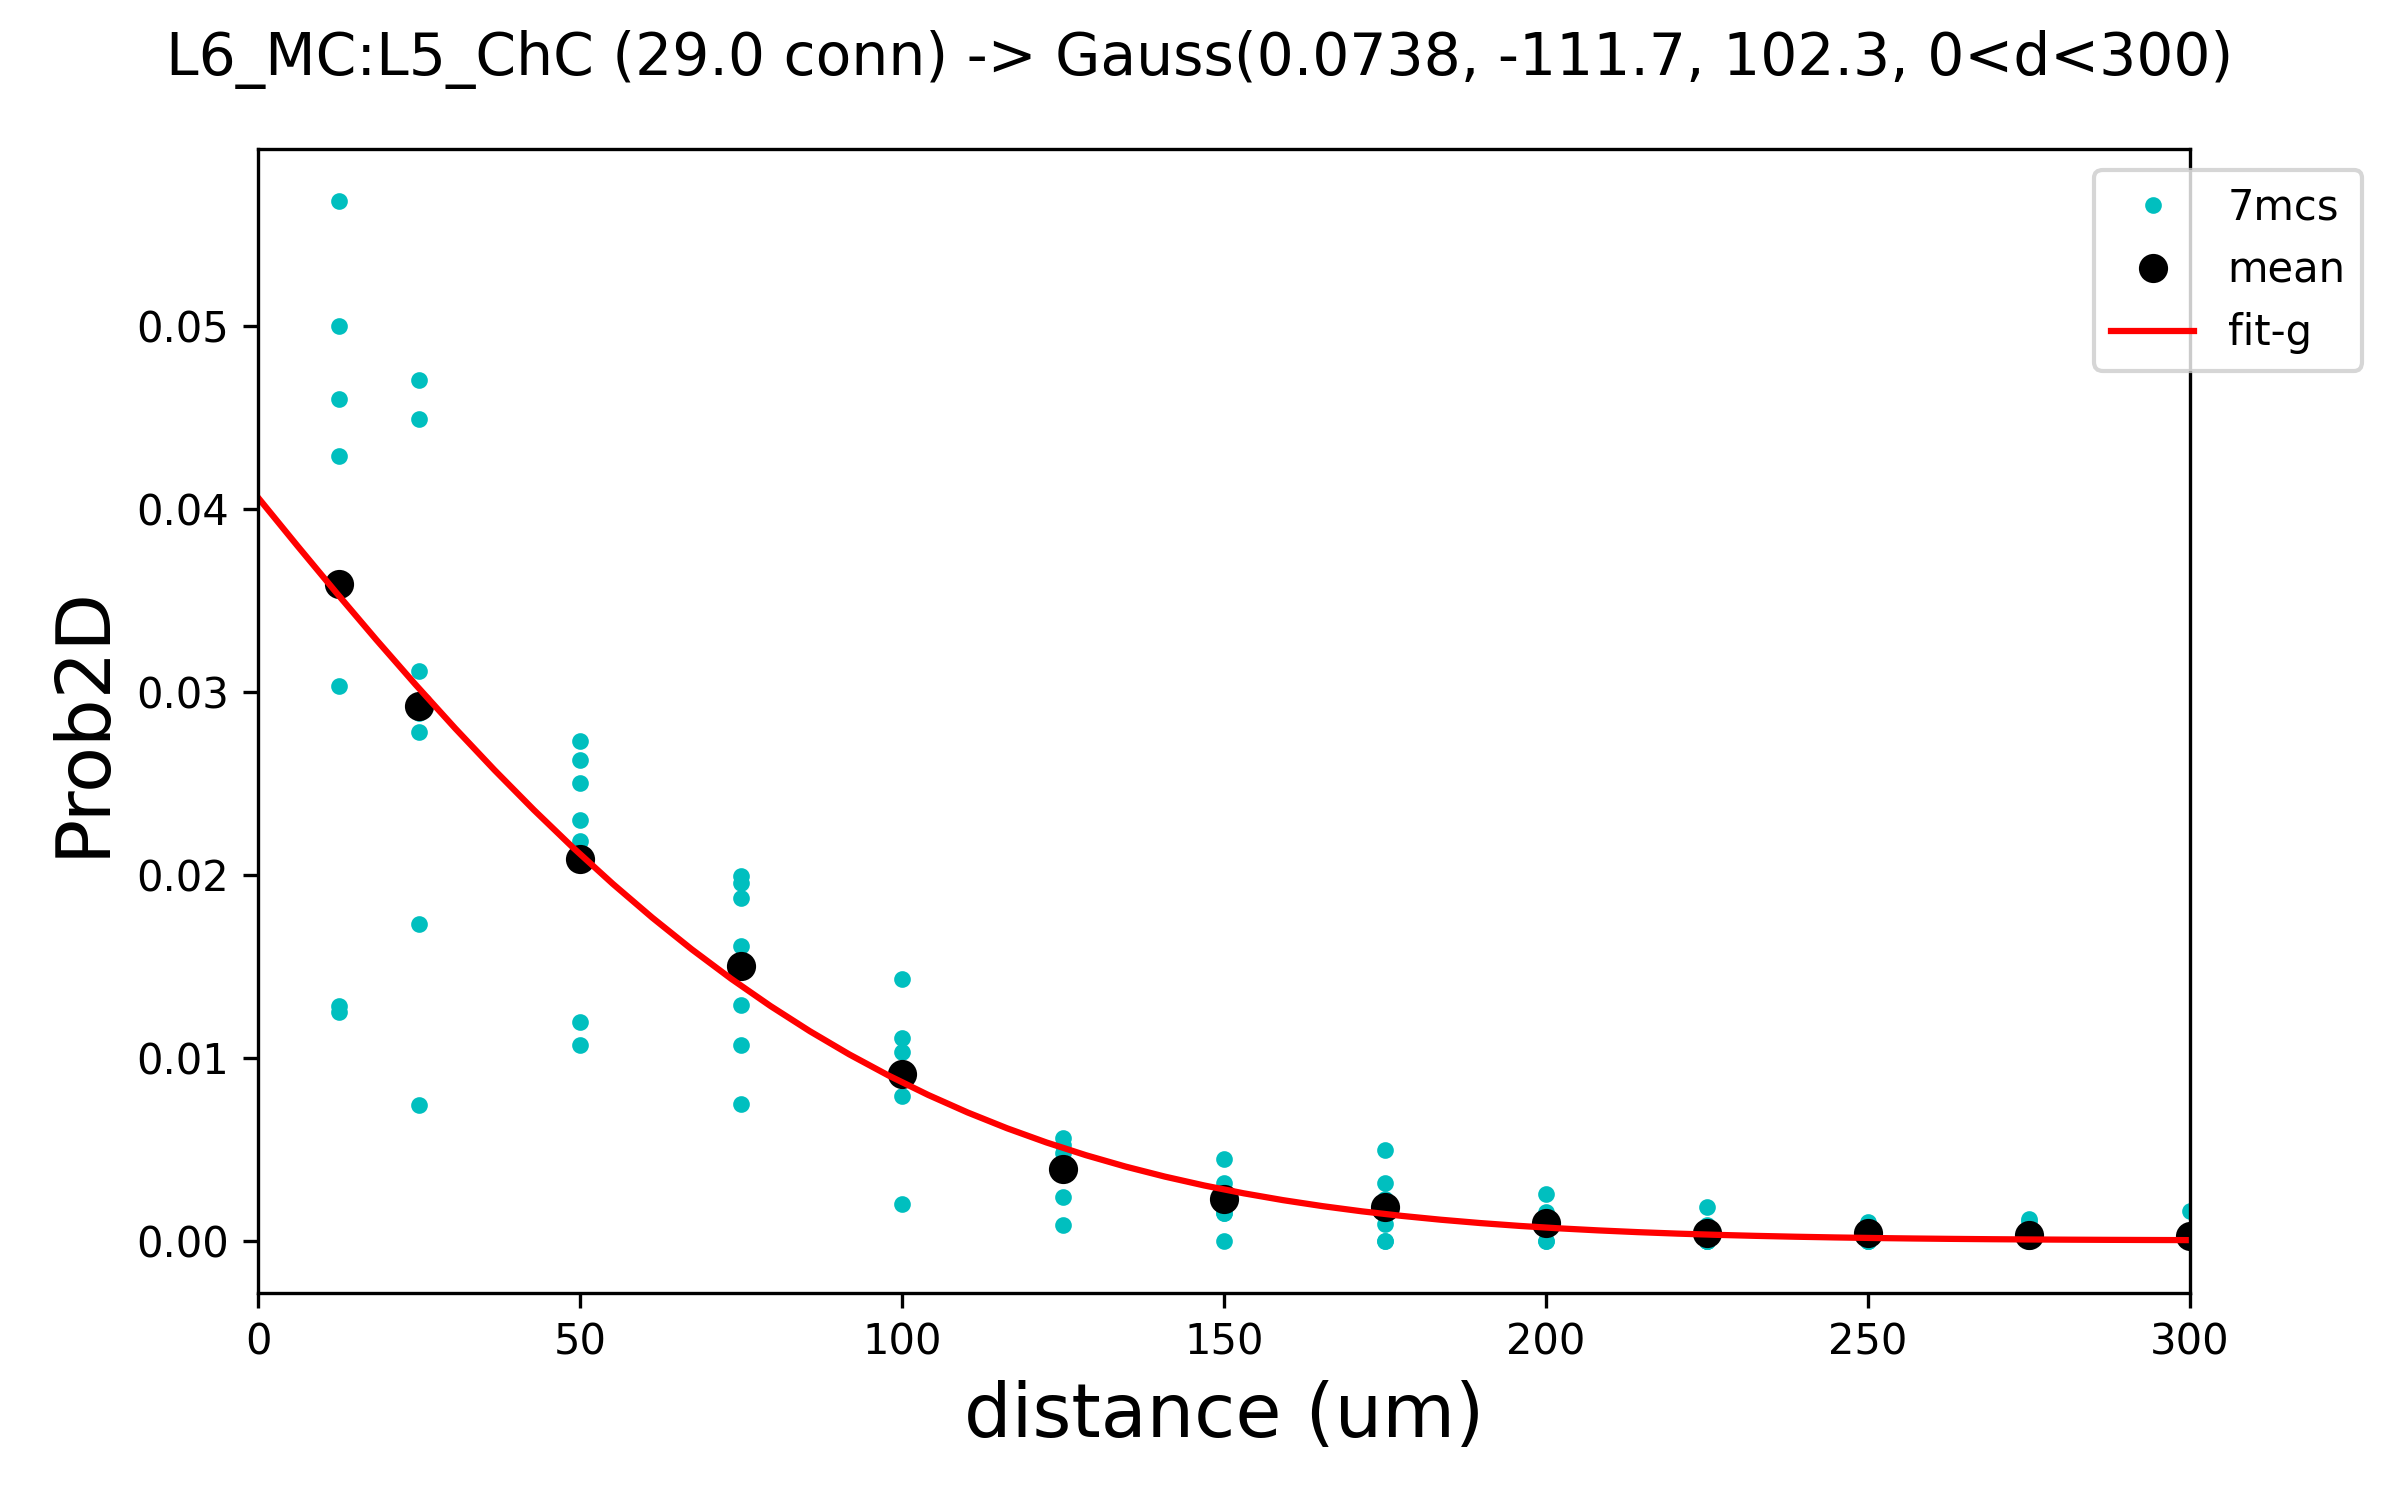 L6_MC:L5_ChC (29.0 conn) -> Gauss(0.0738, -111.7, 102.3, 0<d<300)
7mcs
mean
fit-g
0.05
0.04
0.03
0.02
0.01
0.00
Prob2D
0 50 100 150 200 250 300
distance (um)